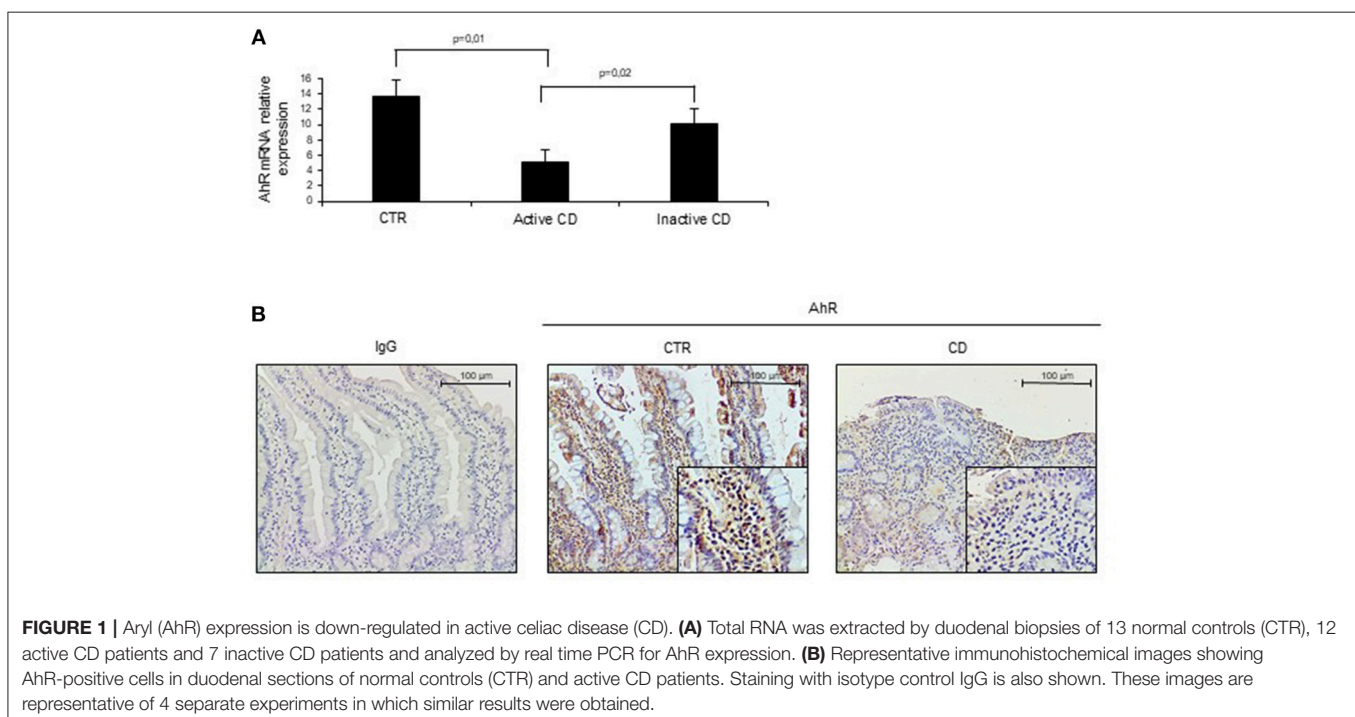 A
p=0,01
p=0,02
AhR mRNA relative
expression
16
14
12
10
8
6
4
2
0
CTR
Active CD
Inactive CD
B
AhR
IgG
CTR
CD
100 µm
100 µm
100 µm
FIGURE 1 | Aryl (AhR) expression is down-regulated in active celiac disease (CD). (A) Total RNA was extracted by duodenal biopsies of 13 normal controls (CTR), 12
active CD patients and 7 inactive CD patients and analyzed by real time PCR for AhR expression. (B) Representative immunohistochemical images showing
AhR-positive cells in duodenal sections of normal controls (CTR) and active CD patients. Staining with isotype control IgG is also shown. These images are
representative of 4 separate experiments in which similar results were obtained.